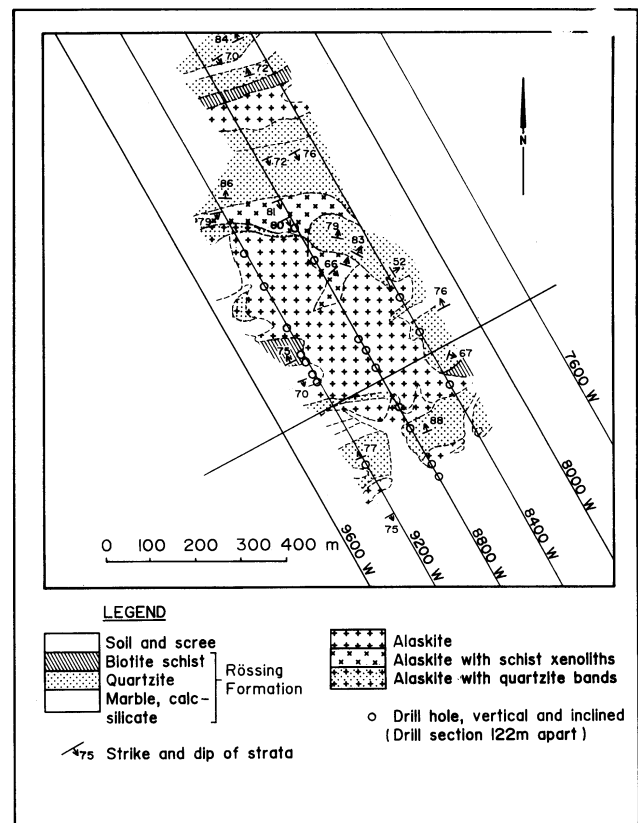 84
70
72
N
72
76
86
79
81
80
79
83
66
52
76
75
67
70
88
77
75
7600 W
8000 W
8400 W
8800 W
9200 W
9600 W
0 100 200 300 400 m
LEGEND
Soil and scree
Biotite schist
Quartzite
Marble, calc-
silicate
Rössing
Formation
75 Strike and dip of strata
Alaskite
Alaskite with schist xenoliths
Alaskite with quartzite bands
Drill hole, vertical and inclined
(Drill section 122m apart)